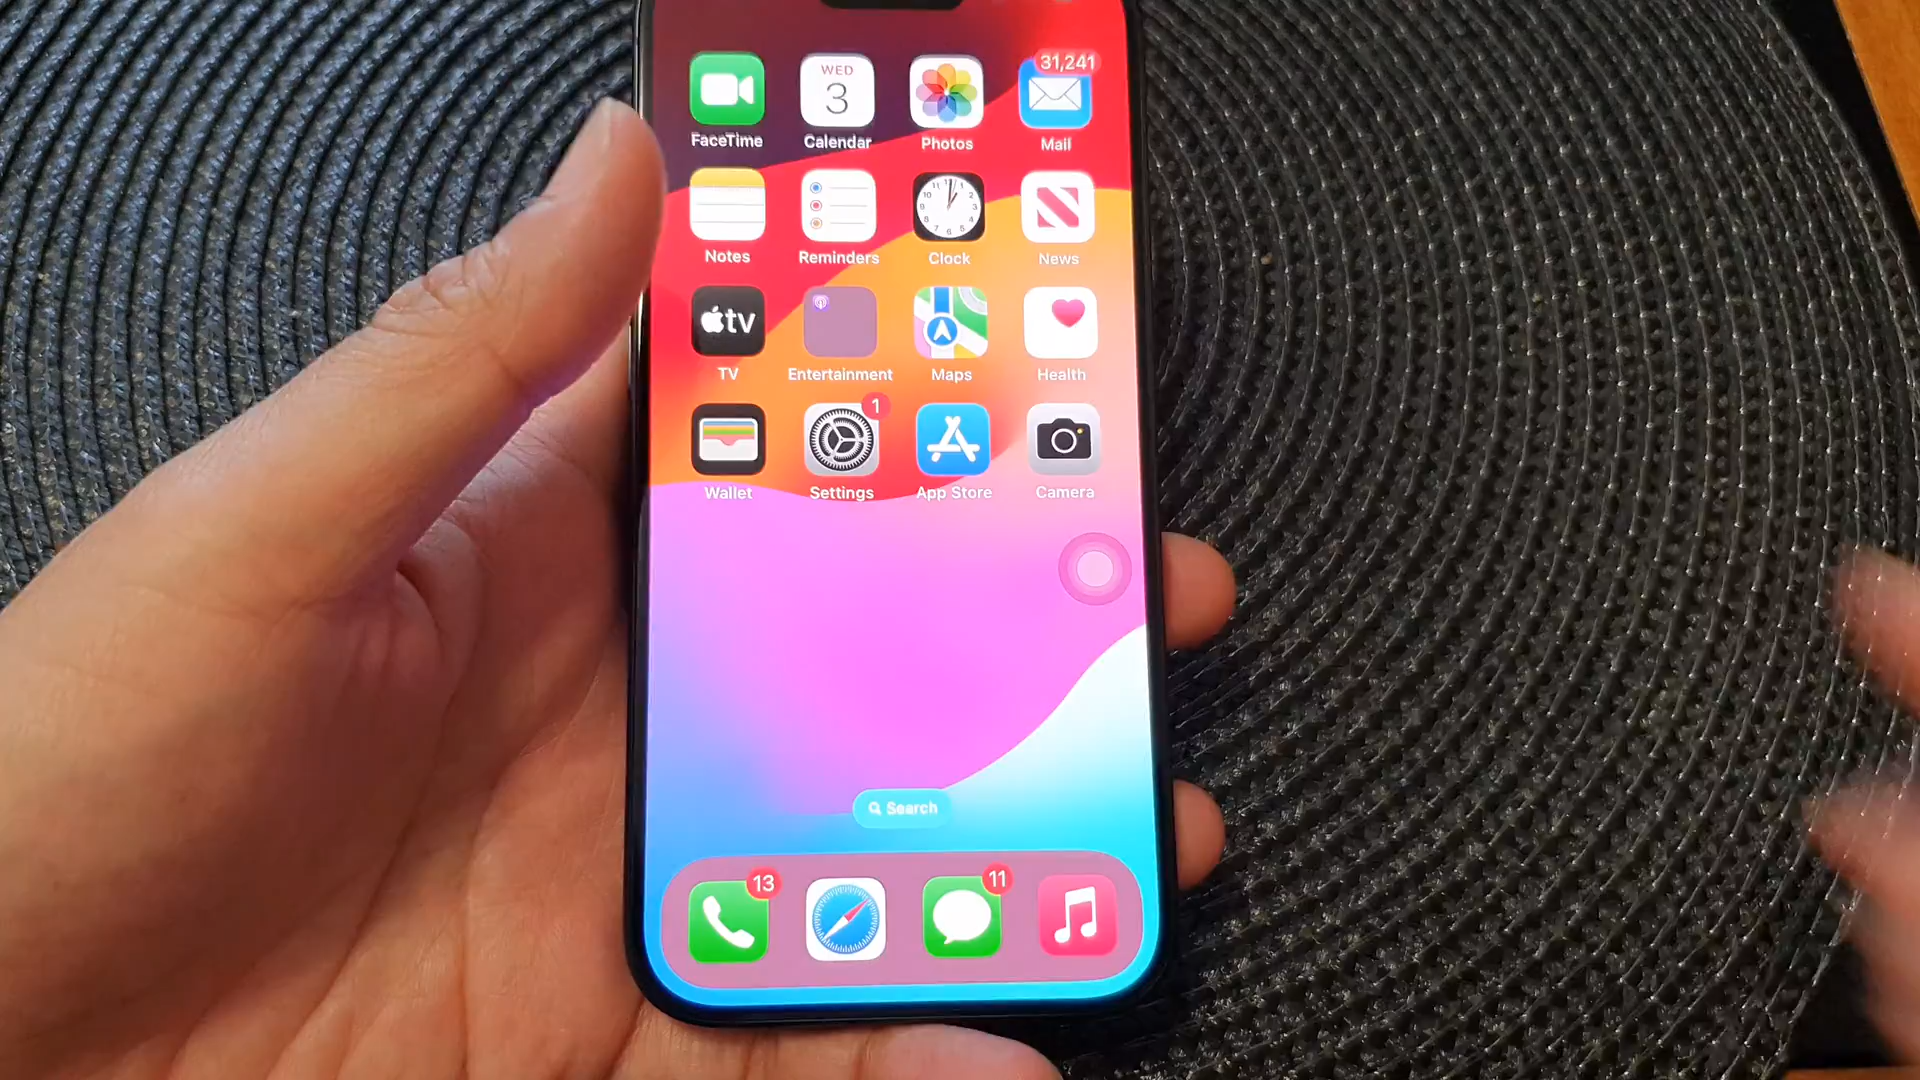 31,241
WED
3
FaceTime
Calendar
Photos
Mail
Notes
Reminders
Clock
News
tv
TV
Entertainment
Maps
Health
1
Wallet
Settings
App Store
Camera
Search
13
11